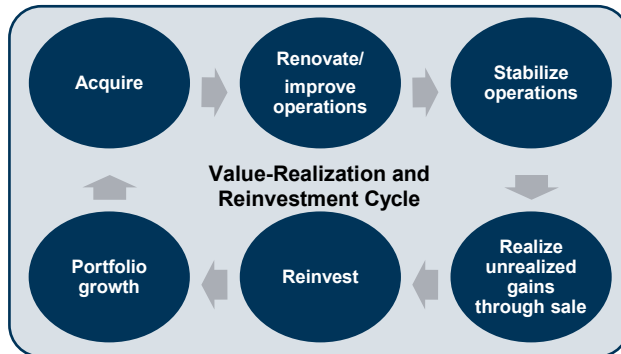 Acquire
Renovate/
improve
operations
Stabilize
operations
Value-Realization and
Reinvestment Cycle
Portfolio
growth
Reinvest
Realize
unrealized
gains
through sale